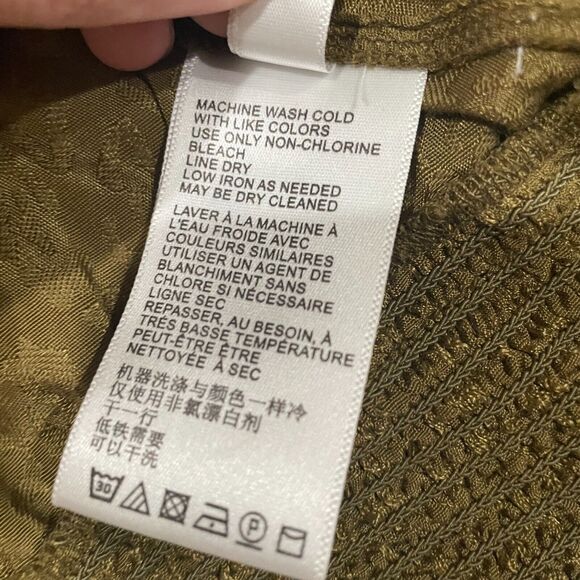 MACHINE WASH COLD
WITH LIKE COLORS
USE ONLY NON-CHLORINE
BLEACH
LINE DRY
LOW IRON AS NEEDED
MAY BE DRY CLEANED
LAVER À LA MACHINE À
L'EAU FROIDE AVEC
COULEURS SIMILAIRES
UTILISER UN AGENT DE
BLANCHIMENT SANS
CHLORE SI NÉCESSAIRE
LIGNE SEC
REPASSER, AU BESOIN, À
TRÈS BASSE TEMPÉRATURE
PEUT-ÊTRE ÊTRE
NETTOYÉE À SEC
机器洗涤与颜色一样冷
仅使用非氯漂白剂
干一行
低铁需要
可以干洗
30 P